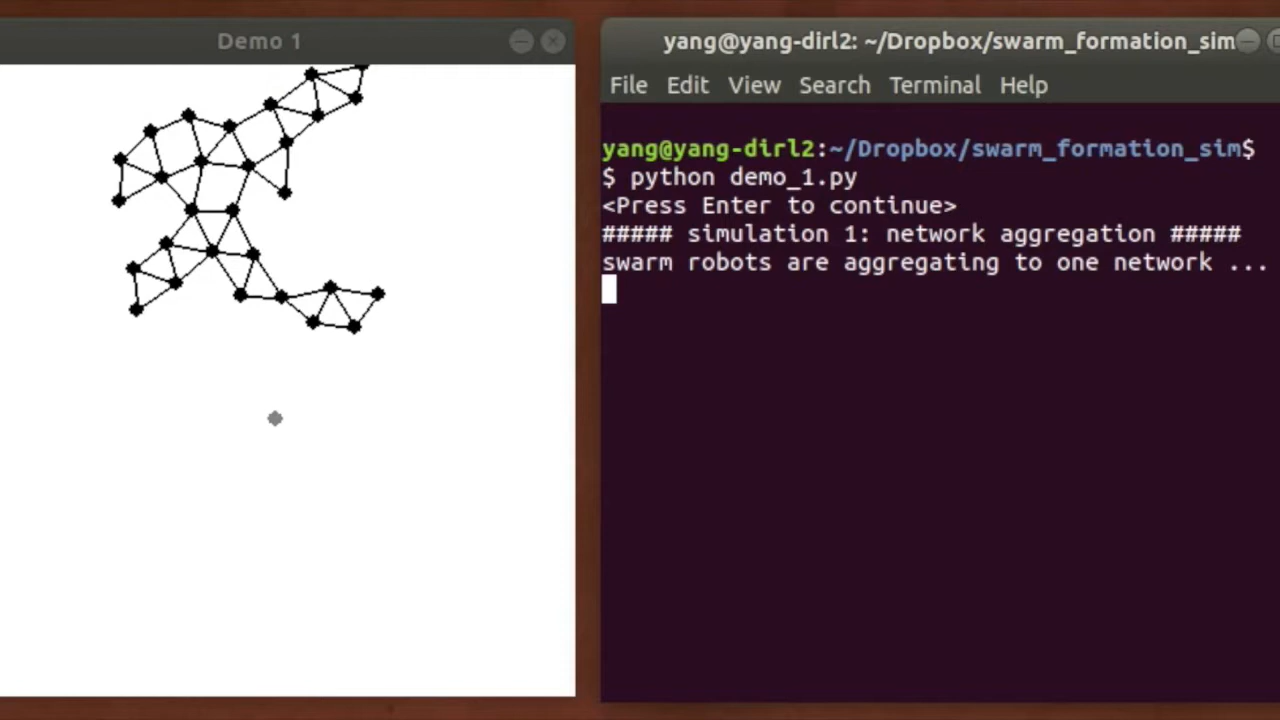 Demo 1
yang@yang-dirl2: ~/Dropbox/swarm_formation_sim
File Edit View Search Terminal Help
yang@yang-dirl2:~/Dropbox/swarm_formation_sim$
$ python demo_1.py
<Press Enter to continue>
##### simulation 1: network aggregation #####
swarm robots are aggregating to one network ...